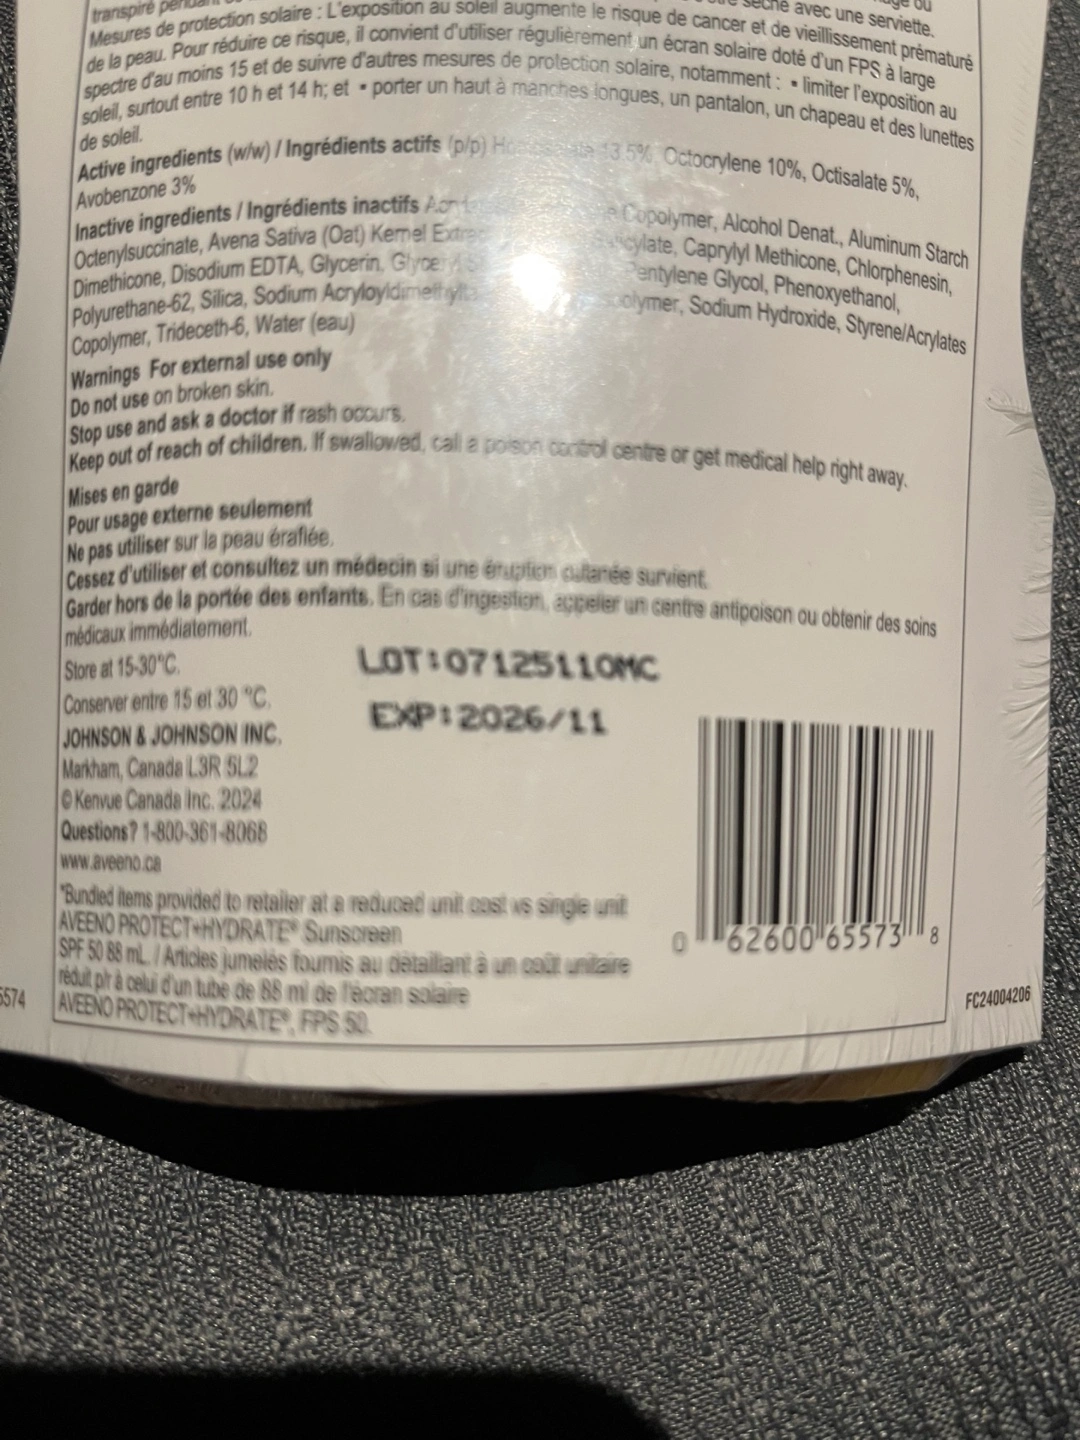 transpiré
avec une serviette.
Mesures de protection solaire : L'exposition au soleil augmente le risque de cancer et de vieillissement prématuré
de la peau. Pour réduire ce risque, il convient d'utiliser régulièrement un écran solaire doté d'un FPS à large
spectre d'au moins 15 et de suivre d'autres mesures de protection solaire, notamment : • limiter l'exposition au
soleil, surtout entre 10 h et 14 h; et • porter un haut à manches longues, un pantalon, un chapeau et des lunettes
de soleil.
Active ingredients (w/w) / Ingrédients actifs (p/p) 13.5%, Octocrylene 10%, Octisalate 5%,
Avobenzone 3%
Inactive ingredients / Ingrédients inactifs Copolymer, Alcohol Denat., Aluminum Starch
Octenylsuccinate, Avena Sativa (Oat) Kernel Caprylyl Methicone, Chlorphenesin,
Dimethicone, Disodium EDTA, Glycerin, Pentylene Glycol, Phenoxyethanol,
Polyurethane-62, Silica, Sodium Sodium Hydroxide, Styrene/Acrylates
Copolymer, Trideceth-6, Water (eau)
Warnings For external use only
Do not use on broken skin.
Stop use and ask a doctor if rash occurs.
Keep out of reach of children. If swallowed, call a poison control centre or get medical help right away.
Mises en garde
Pour usage externe seulement
Ne pas utiliser sur la peau éraflée.
Cessez d'utiliser et consultez un médecin si une éruption cutanée survient.
Garder hors de la portée des enfants. En cas d'ingestion, appeler un centre antipoison ou obtenir des soins
médicaux immédiatement.
Store at 15-30°C.
Conserver entre 15 et 30 °C.
JOHNSON & JOHNSON INC.
Markham, Canada L3R 5L2
© Kenvue Canada Inc. 2024
Questions? 1-800-361-8068
www.aveeno.ca
LOT:07125110MC
EXP:2026/11
*Bundled items provided to retailer at a reduced unit cost vs single unit
AVEENO PROTECT+HYDRATE® Sunscreen
SPF 50 88 mL. / Articles jumelés fournis au détaillant à un coût unitaire
réduit p/r à celui d'un tube de 88 ml de l'écran solaire
AVEENO PROTECT+HYDRATE®, FPS 50.
0 62600 65573 8
5574
FC24004206